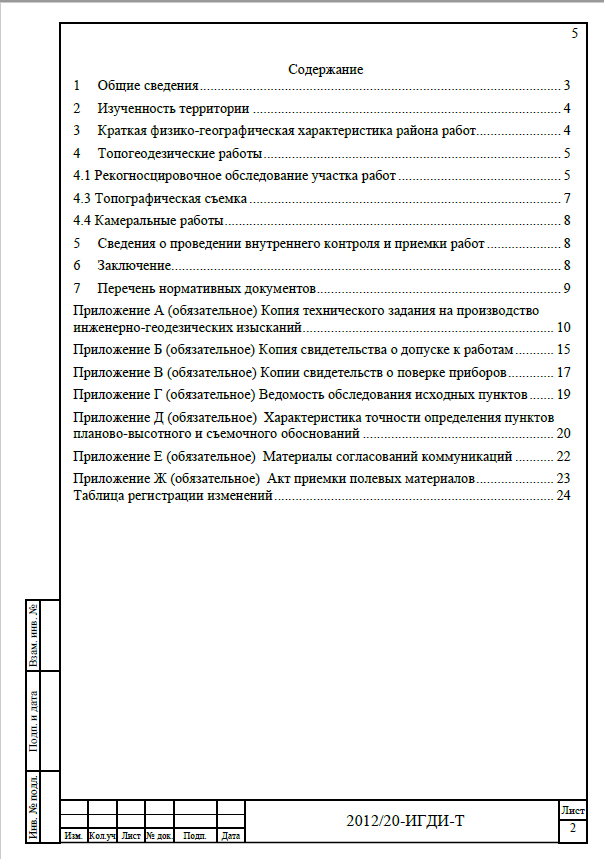 5
Содержание
1 Общие сведения 3
2 Изученность территории 4
3 Краткая физико-географическая характеристика района работ 4
4 Топогеодезические работы 5
4.1 Рекогносцировочное обследование участка работ 5
4.3 Топографическая съемка 7
4.4 Камеральные работы 8
5 Сведения о проведении внутреннего контроля и приемки работ 8
6 Заключение 8
7 Перечень нормативных документов 9
Приложение А (обязательное) Копия технического задания на производство
инженерно-геодезических изысканий 10
Приложение Б (обязательное) Копия свидетельства о допуске к работам 15
Приложение В (обязательное) Копии свидетельств о поверке приборов 17
Приложение Г (обязательное) Ведомость обследования исходных пунктов 19
Приложение Д (обязательное) Характеристика точности определения пунктов
планово-высотного и съемочного обоснований 20
Приложение Е (обязательное) Материалы согласований коммуникаций 22
Приложение Ж (обязательное) Акт приемки полевых материалов 23
Таблица регистрации изменений 24
Взам. инв. №
Подп. и дата
Инв. № подл.
Изм. Кол.уч Лист № док. Подп. Дата
2012/20-ИГДИ-Т
Лист
2